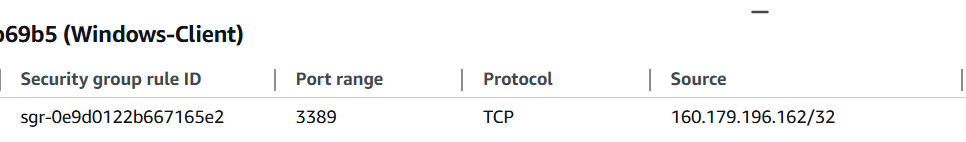 b69b5 (Windows-Client)
Security group rule ID Port range Protocol Source
sgr-0e9d0122b667165e2 3389 TCP 160.179.196.162/32